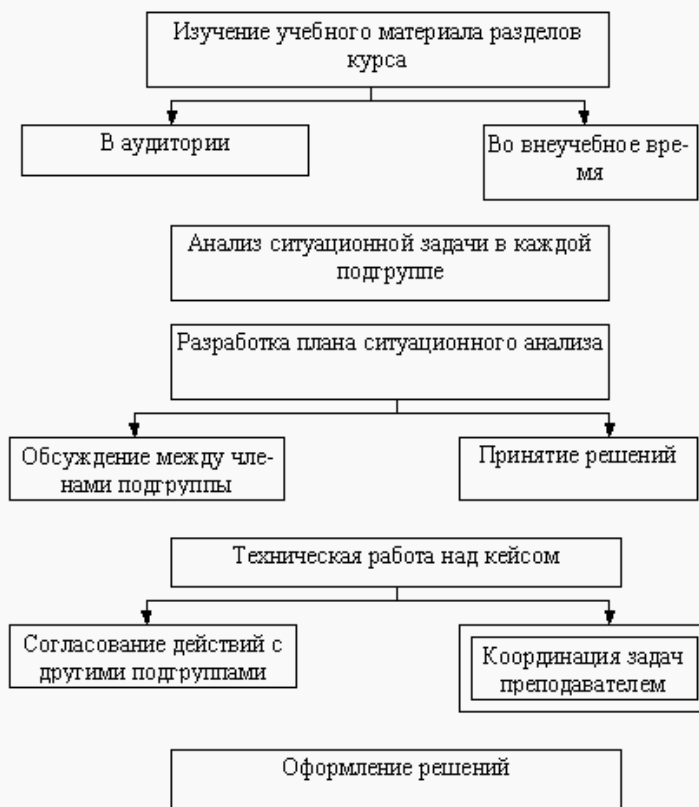 Изучение учебного материала разделов
курса
В аудитории
Во внеучебное вре-
мя
Анализ ситуационной задачи в каждой
подгруппе
Разработка плана ситуационного анализа
Обсуждение между чле-
нами подгруппы
Принятие решений
Техническая работа над кейсом
Согласование действий с
другими подгруппами
Координация задач
преподавателем
Оформление решений